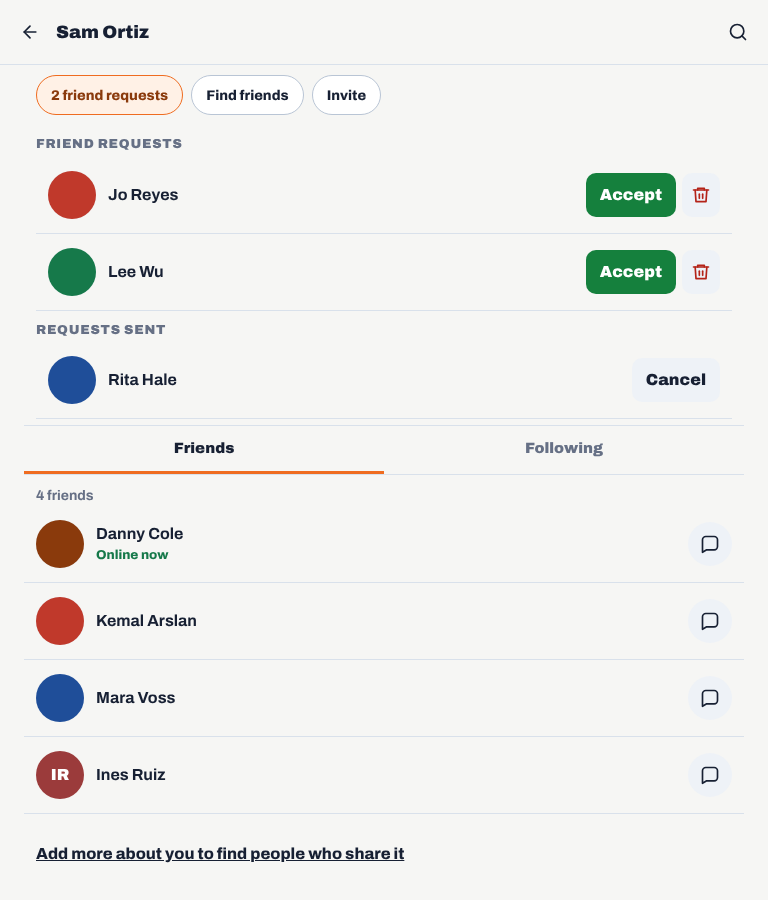 Sam Ortiz
2 friend requests
Find friends
Invite
FRIEND REQUESTS
Jo Reyes
Accept
Lee Wu
Accept
REQUESTS SENT
Rita Hale
Cancel
Friends
Following
4 friends
Danny Cole
Online now
Kemal Arslan
Mara Voss
IR
Ines Ruiz
Add more about you to find people who share it